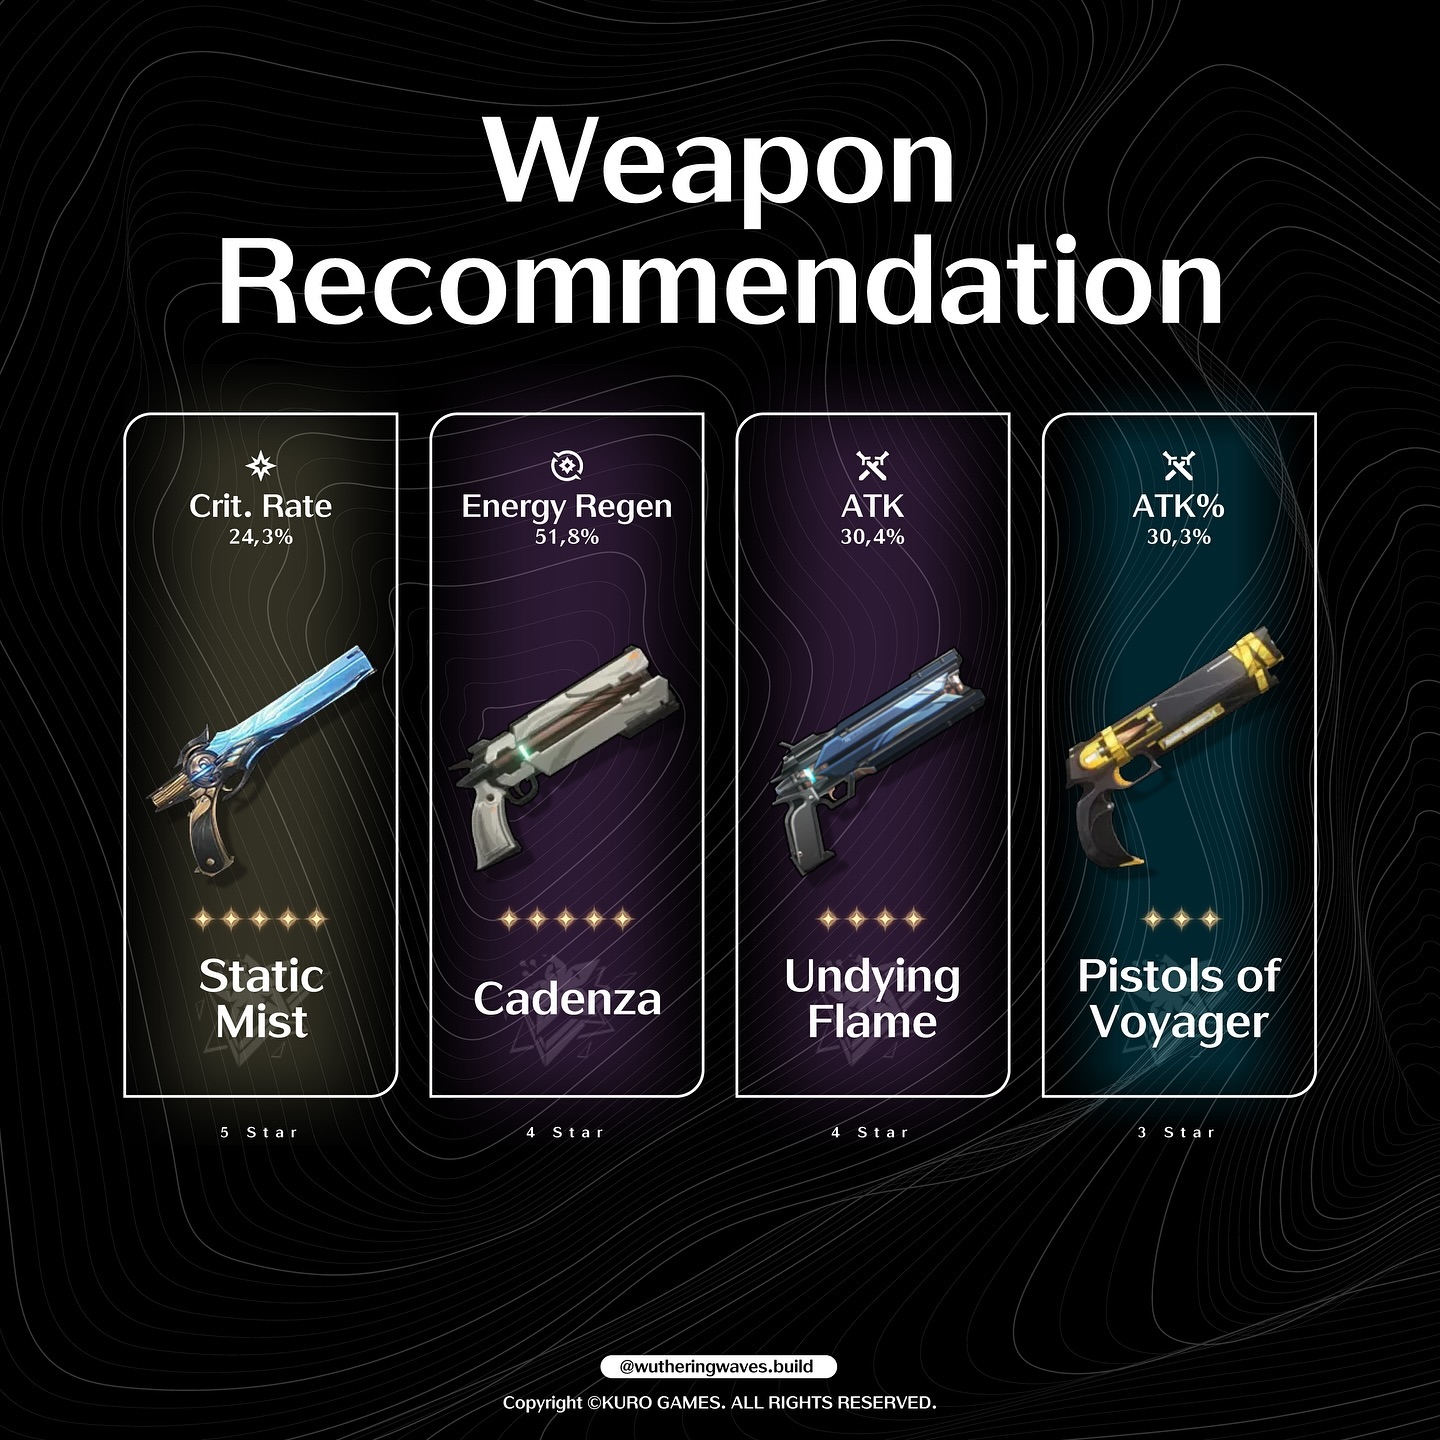 Weapon
Recommendation
Crit. Rate
24,3%
Energy Regen
51,8%
ATK
30,4%
ATK%
30,3%
Static
Mist
Cadenza
Undying
Flame
Pistols of
Voyager
5 Star
4 Star
4 Star
3 Star
@wutheringwaves.build
Copyright ©KURO GAMES. ALL RIGHTS RESERVED.